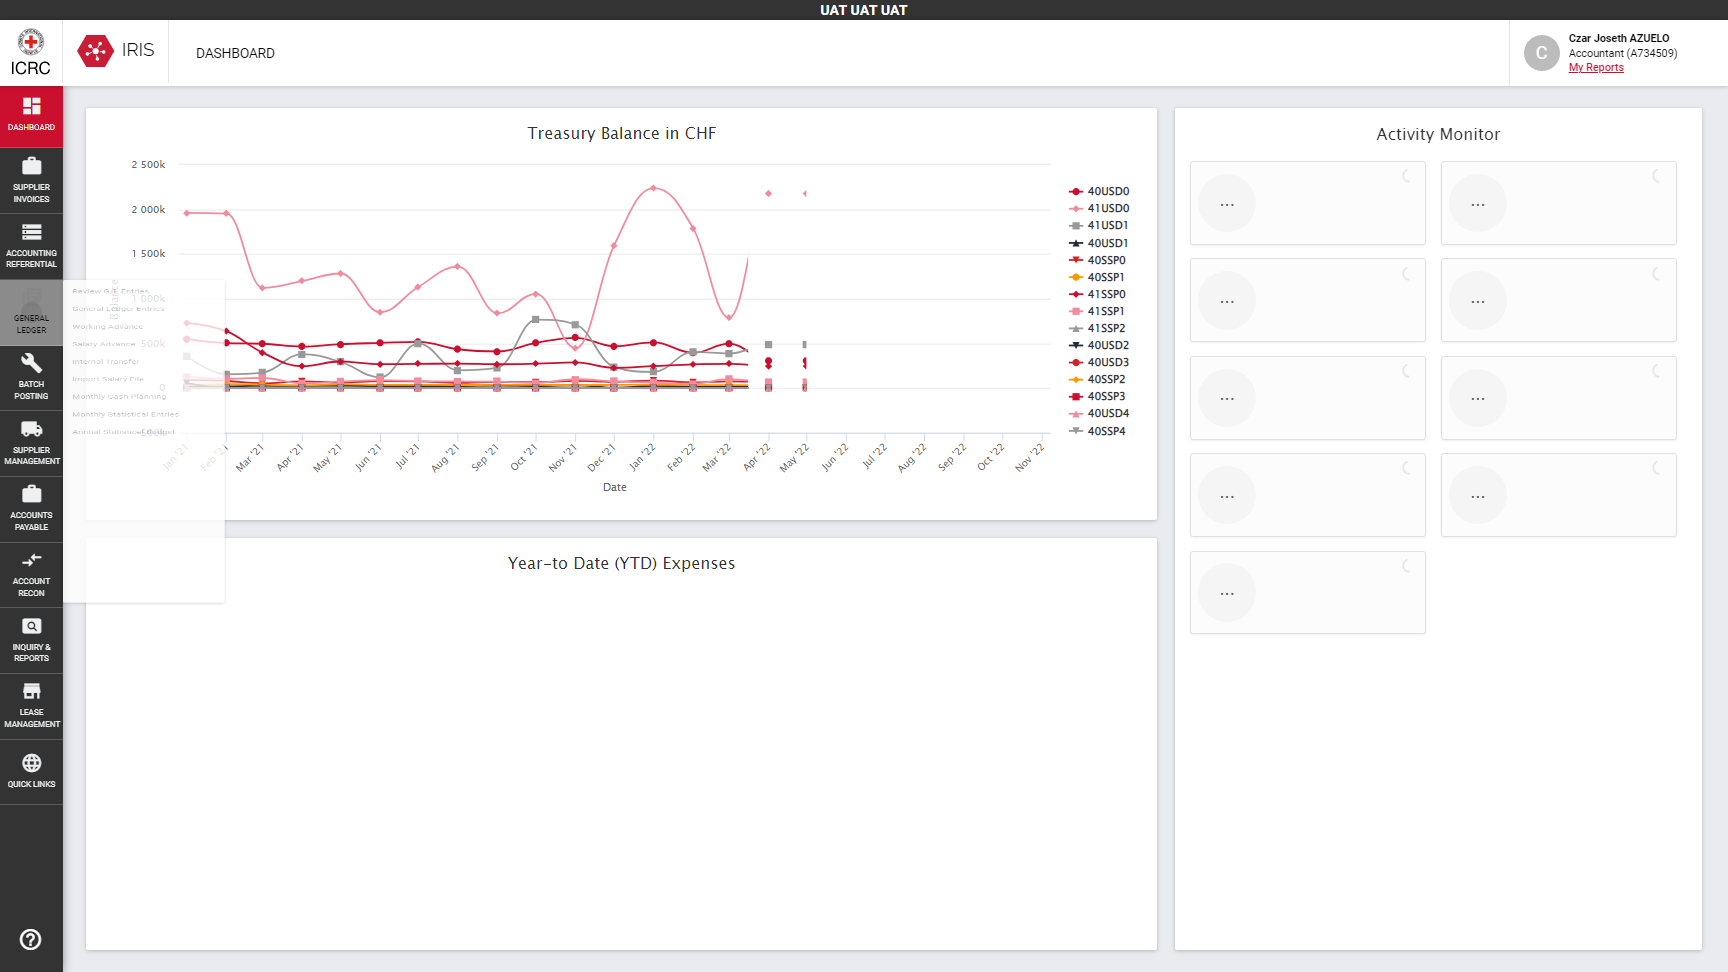 UAT UAT UAT
ICRC
IRIS
DASHBOARD
Czar Joseth AZUELO
Accountant (A734509)
My Reports
C
DASHBOARD
SUPPLIER
INVOICES
ACCOUNTING
REFERENTIAL
GENERAL
LEDGER
BATCH
POSTING
SUPPLIER
MANAGEMENT
ACCOUNTS
PAYABLE
ACCOUNT
RECON
INQUIRY &
REPORTS
LEASE
MANAGEMENT
QUICK LINKS
Review G/L Entries
General Ledger Entries
Working Advance
Salary Advance
Internal Transfer
Import Salary File
Monthly Cash Planning
Monthly Statistical Entries
Annual Statistical Budget
Treasury Balance in CHF
Balance
2 500k
2 000k
1 500k
1 000k
500k
0
-500k
Jan '21
Feb '21
Mar '21
Apr '21
May '21
Jun '21
Jul '21
Aug '21
Sep '21
Oct '21
Nov '21
Dec '21
Jan '22
Feb '22
Mar '22
Apr '22
May '22
Jun '22
Jul '22
Aug '22
Sep '22
Oct '22
Nov '22
Date
40USD0
41USD0
41USD1
40USD1
40SSP0
40SSP1
41SSP0
41SSP1
41SSP2
40USD2
40USD3
40SSP2
40SSP3
40USD4
40SSP4
Year-to Date (YTD) Expenses
Activity Monitor
...
...
...
...
...
...
...
...
...